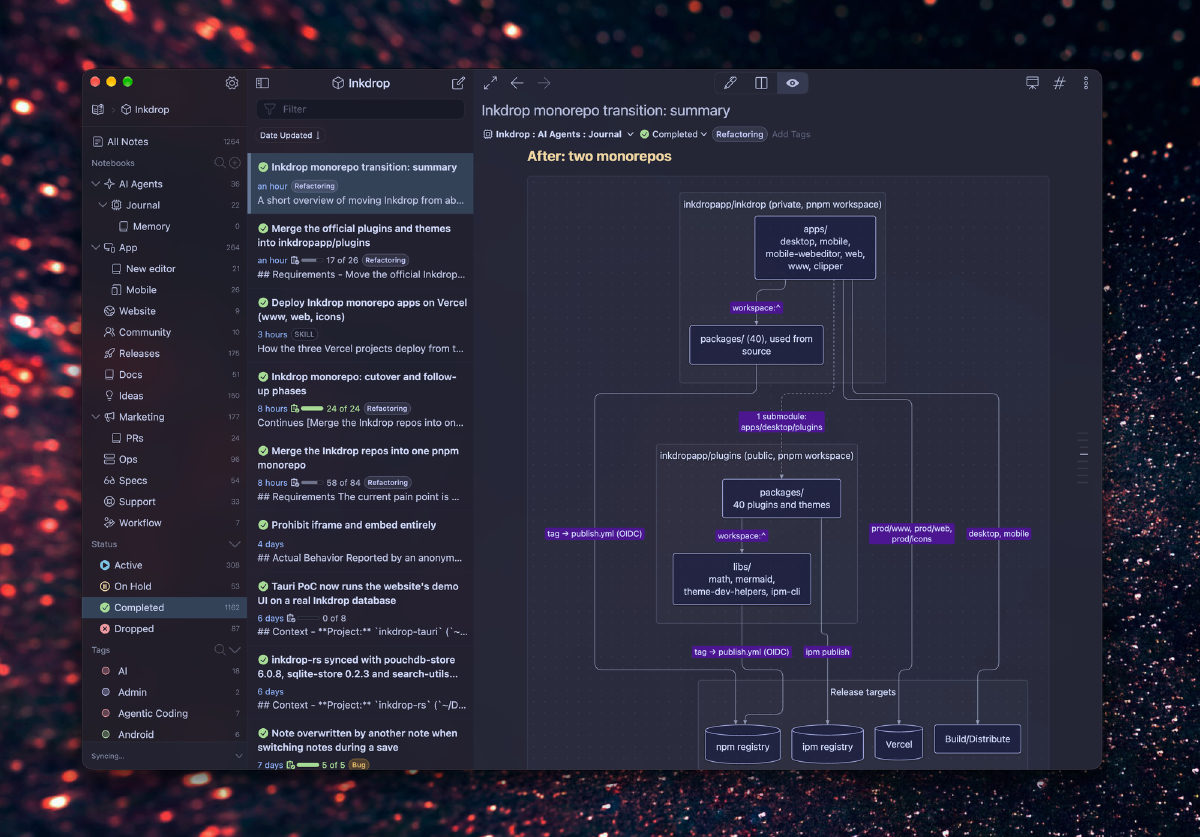 Inkdrop
All Notes 1264
Notebooks
AI Agents 36
Journal 22
Memory 0
App 264
New editor 21
Mobile 26
Website 9
Community 10
Releases 175
Docs 51
Ideas 150
Marketing 177
PRs 24
Ops 96
Specs 50
Support 33
Workflow 7
Status
Active 308
On Hold 53
Completed 1162
Dropped 87
Tags
AI 18
Admin 2
Agentic Coding 7
Android 6
Syncing...
Inkdrop
Filter
Date Updated ↓
Inkdrop monorepo transition: summary
an hour Refactoring
A short overview of moving Inkdrop from ab...
Merge the official plugins and themes
into inkdropapp/plugins
an hour 17 of 26 Refactoring
## Requirements - Move the official Inkdrop...
Deploy Inkdrop monorepo apps on Vercel
(www, web, icons)
3 hours SKILL
How the three Vercel projects deploy from t...
Inkdrop monorepo: cutover and follow-
up phases
8 hours 24 of 24 Refactoring
Continues [Merge the Inkdrop repos into on...
Merge the Inkdrop repos into one pnpm
monorepo
8 hours 58 of 84 Refactoring
## Requirements The current pain point is ...
Prohibit iframe and embed entirely
4 days
## Actual Behavior Reported by an anonym...
Tauri PoC now runs the website's demo
UI on a real Inkdrop database
6 days 0 of 8
## Context - **Project:** `inkdrop-tauri` (`~...
inkdrop-rs synced with pouchdb-store
6.0.8, sqlite-store 0.2.3 and search-utils...
6 days
## Context - **Project:** `inkdrop-rs` (`~/D...
Note overwritten by another note when
switching notes during a save
7 days 5 of 5 Bug
Inkdrop monorepo transition: summary
Inkdrop : AI Agents : Journal Completed Refactoring Add Tags
After: two monorepos
inkdropapp/inkdrop (private, pnpm workspace)
apps/
desktop, mobile,
mobile-webeditor, web,
www, clipper
workspace:^
packages/ (40), used from
source
1 submodule:
apps/desktop/plugins
inkdropapp/plugins (public, pnpm workspace)
packages/
40 plugins and themes
tag → publish.yml (OIDC)
workspace:^
prod/www, prod/web,
prod/icons
desktop, mobile
libs/
math, mermaid,
theme-dev-helpers, ipm-cli
tag → publish.yml (OIDC)
ipm publish
Release targets
npm registry
ipm registry
Vercel
Build/Distribute